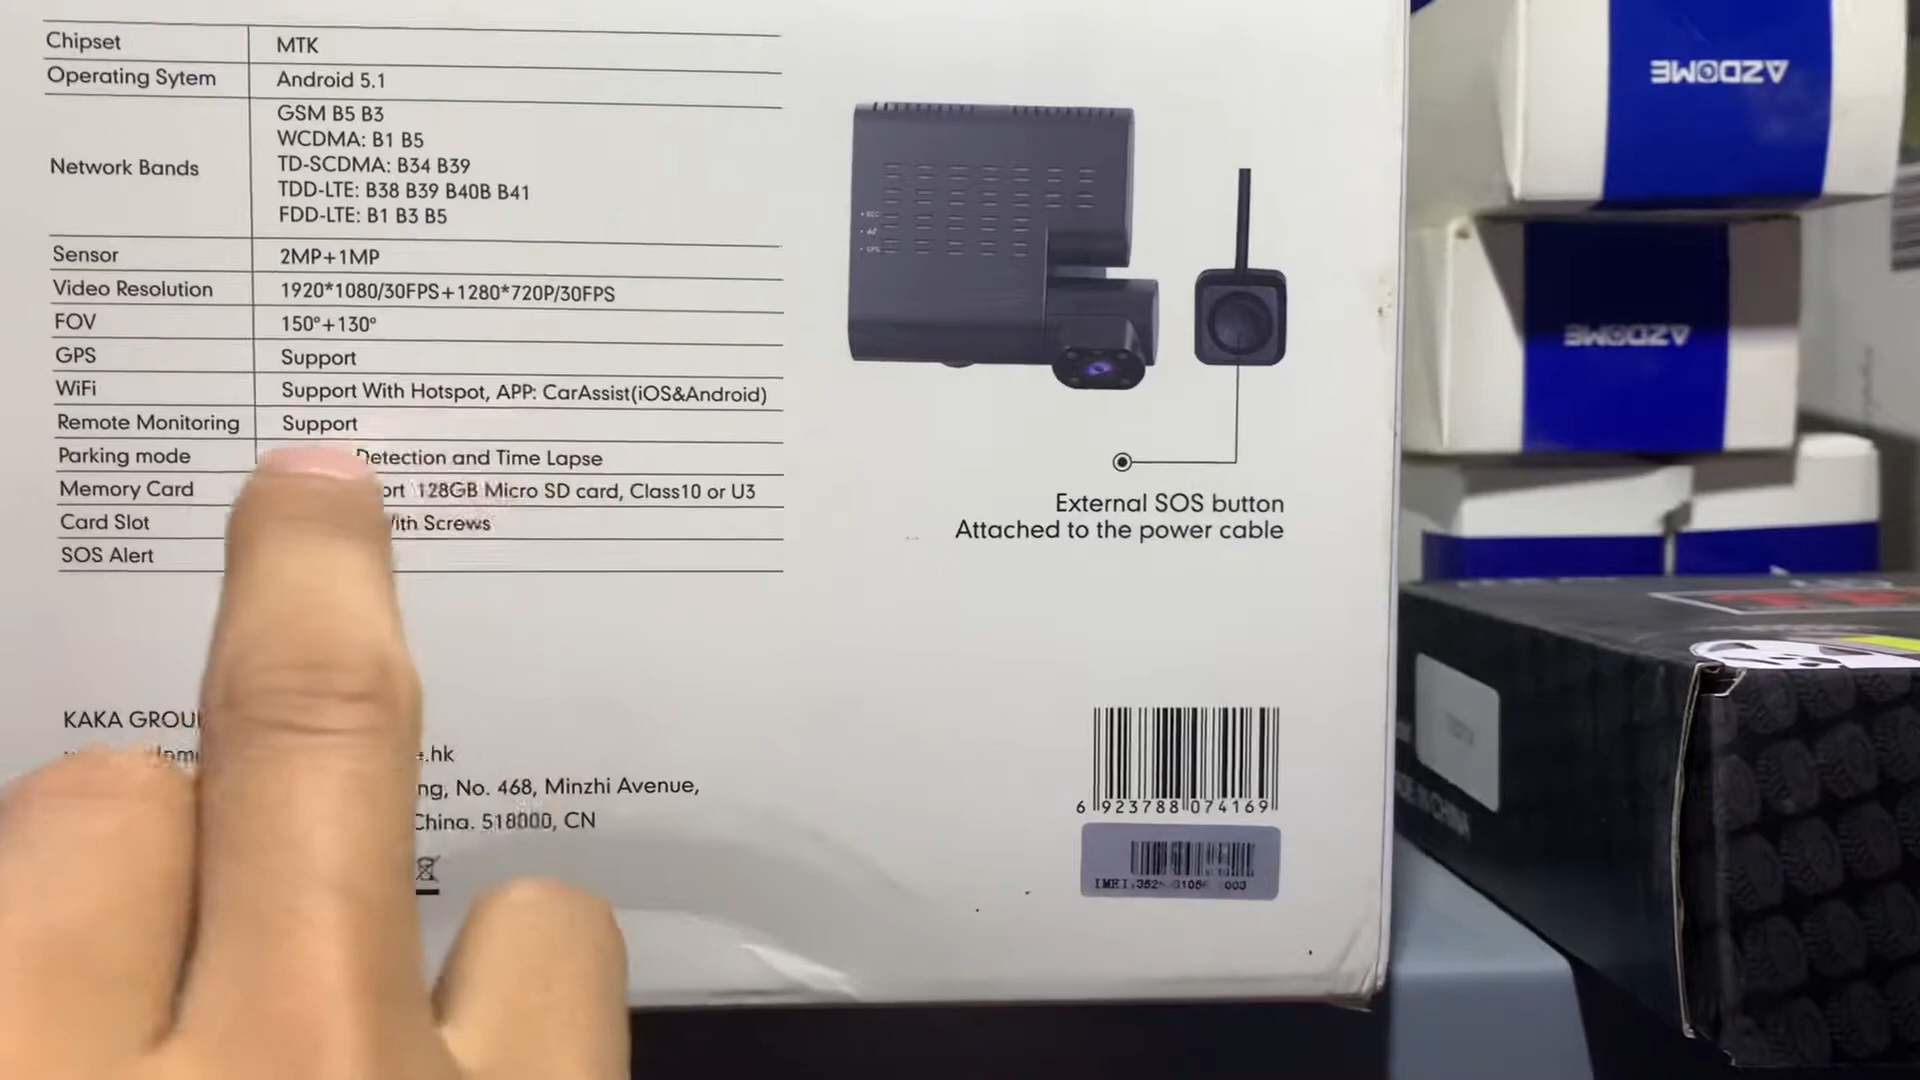 Chipset MTK
Operating Sytem Android 5.1
Network Bands
GSM B5 B3
WCDMA: B1 B5
TD-SCDMA: B34 B39
TDD-LTE: B38 B39 B40B B41
FDD-LTE: B1 B3 B5
Sensor 2MP+1MP
Video Resolution 1920*1080/30FPS+1280*720P/30FPS
FOV 150°+130°
GPS Support
WiFi Support With Hotspot, APP: CarAssist(iOS&Android)
Remote Monitoring Support
Parking mode Detection and Time Lapse
Memory Card 128GB Micro SD card, Class10 or U3
Card Slot With Screws
SOS Alert
External SOS button
Attached to the power cable
KAKA GROU
.hk
ng, No. 468, Minzhi Avenue,
China. 518000, CN
6 923788 074169
AZDOME
AZDOME